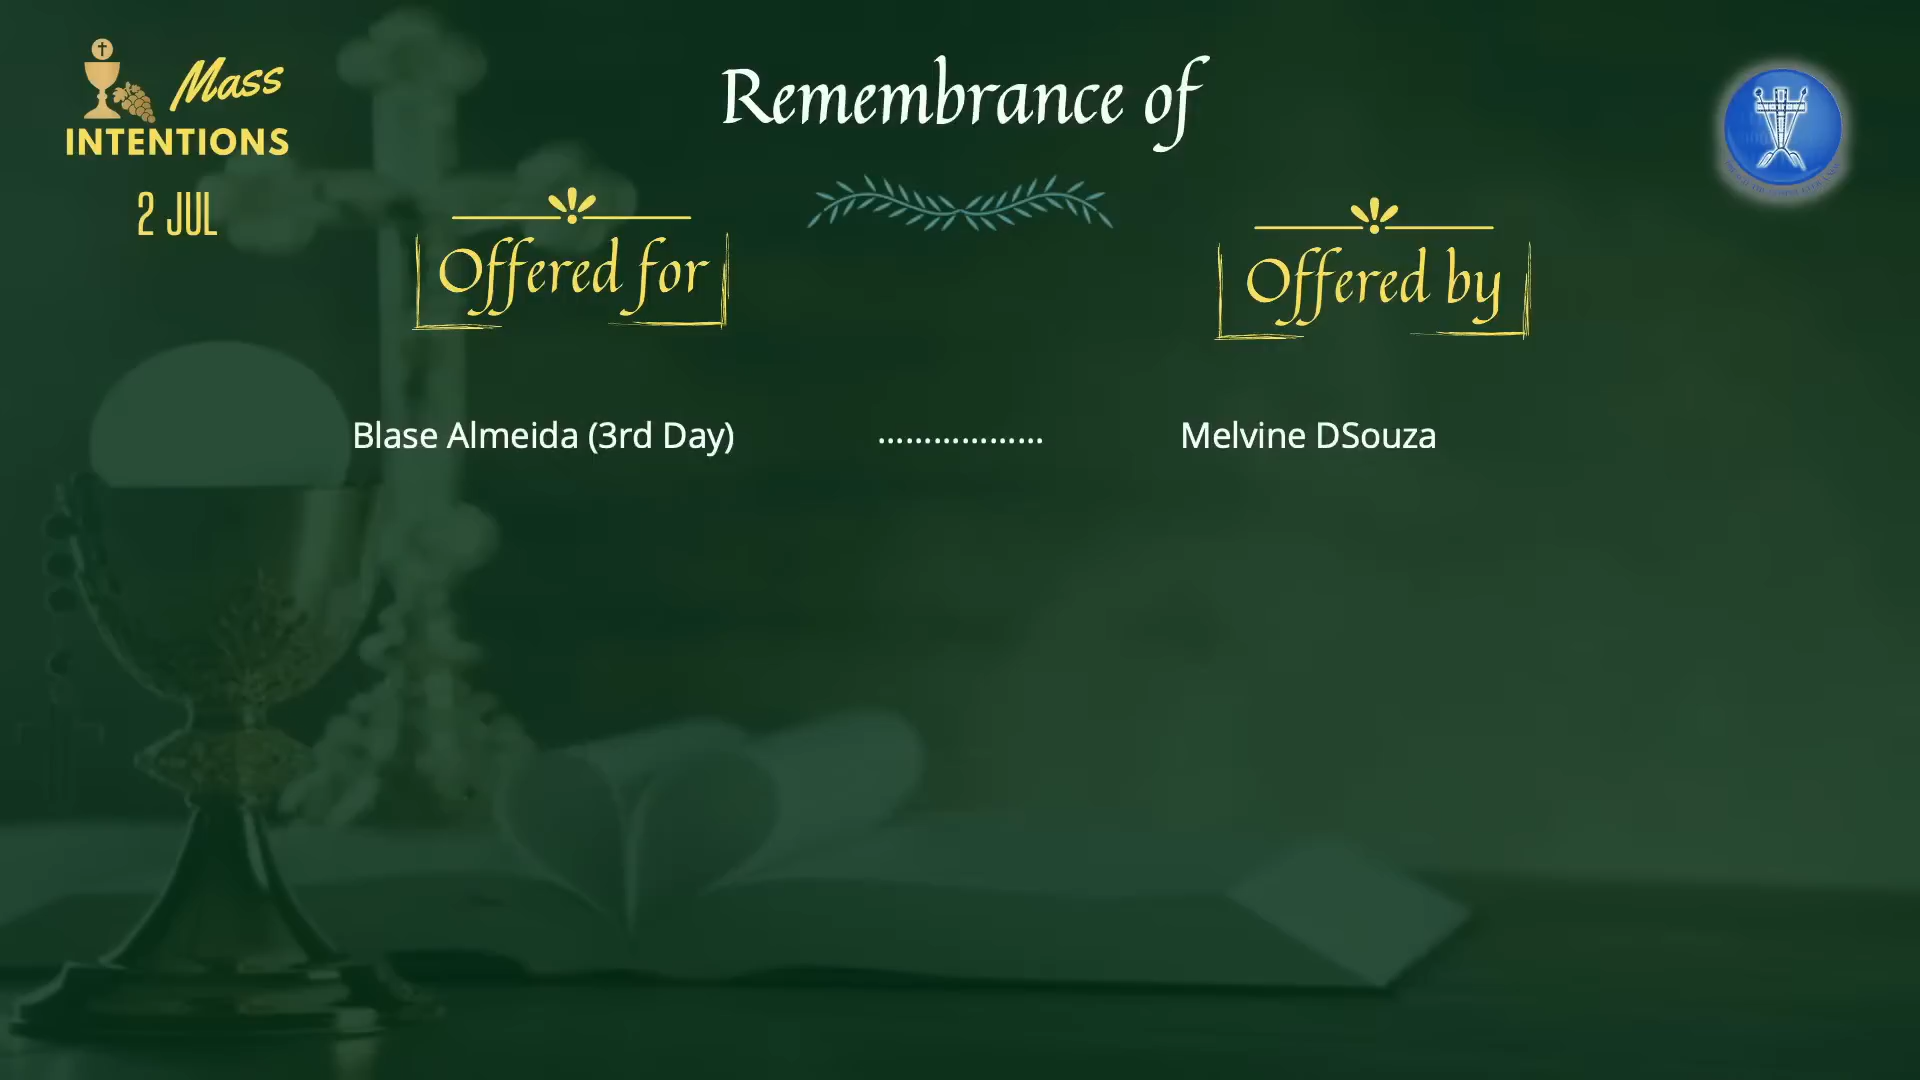 Mass
INTENTIONS
2 JUL
Remembrance of
Offered for
Offered by
Blase Almeida (3rd Day) .................. Melvine DSouza